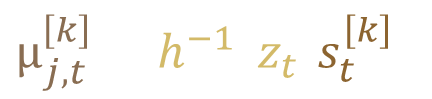 μ_{j,t}^{[k]} h^{-1} z_t s_t^{[k]}